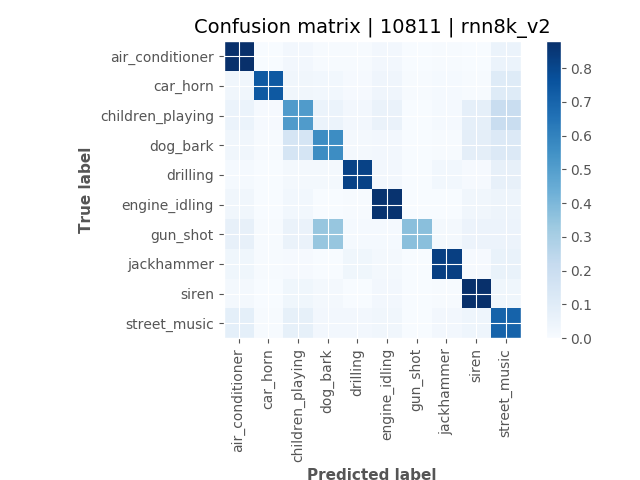 Confusion matrix | 10811 | rnn8k_v2
True label
air_conditioner
car_horn
children_playing
dog_bark
drilling
engine_idling
gun_shot
jackhammer
siren
street_music
0.8
0.7
0.6
0.5
0.4
0.3
0.2
0.1
0.0
air_conditioner
car_horn
children_playing
dog_bark
drilling
engine_idling
gun_shot
jackhammer
siren
street_music
Predicted label